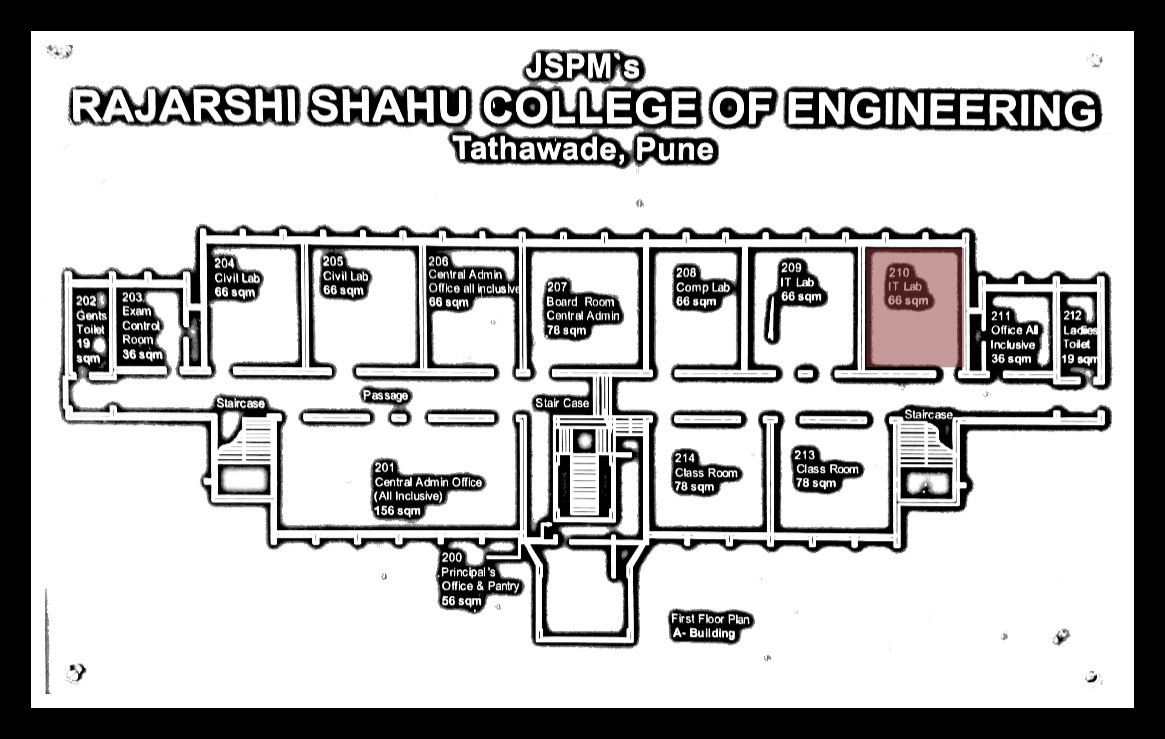 JSPM`s
RAJARSHI SHAHU COLLEGE OF ENGINEERING
Tathawade, Pune
204
Civil Lab
66 sqm
205
Civil Lab
66 sqm
206
Central Admin
Office all inclusive
66 sqm
207
Board Room
Central Admin
78 sqm
208
Comp Lab
66 sqm
209
IT Lab
66 sqm
210
IT Lab
66 sqm
202
Gents
Toilet
19
sqm
203
Exam
Control
Room
36 sqm
211
Office All
Inclusive
36 sqm
212
Ladies
Toilet
19 sqm
Staircase
Passage
Stair Case
Staircase
201
Central Admin Office
(All Inclusive)
156 sqm
214
Class Room
78 sqm
213
Class Room
78 sqm
200
Principal's
Office & Pantry
56 sqm
First Floor Plan
A- Building